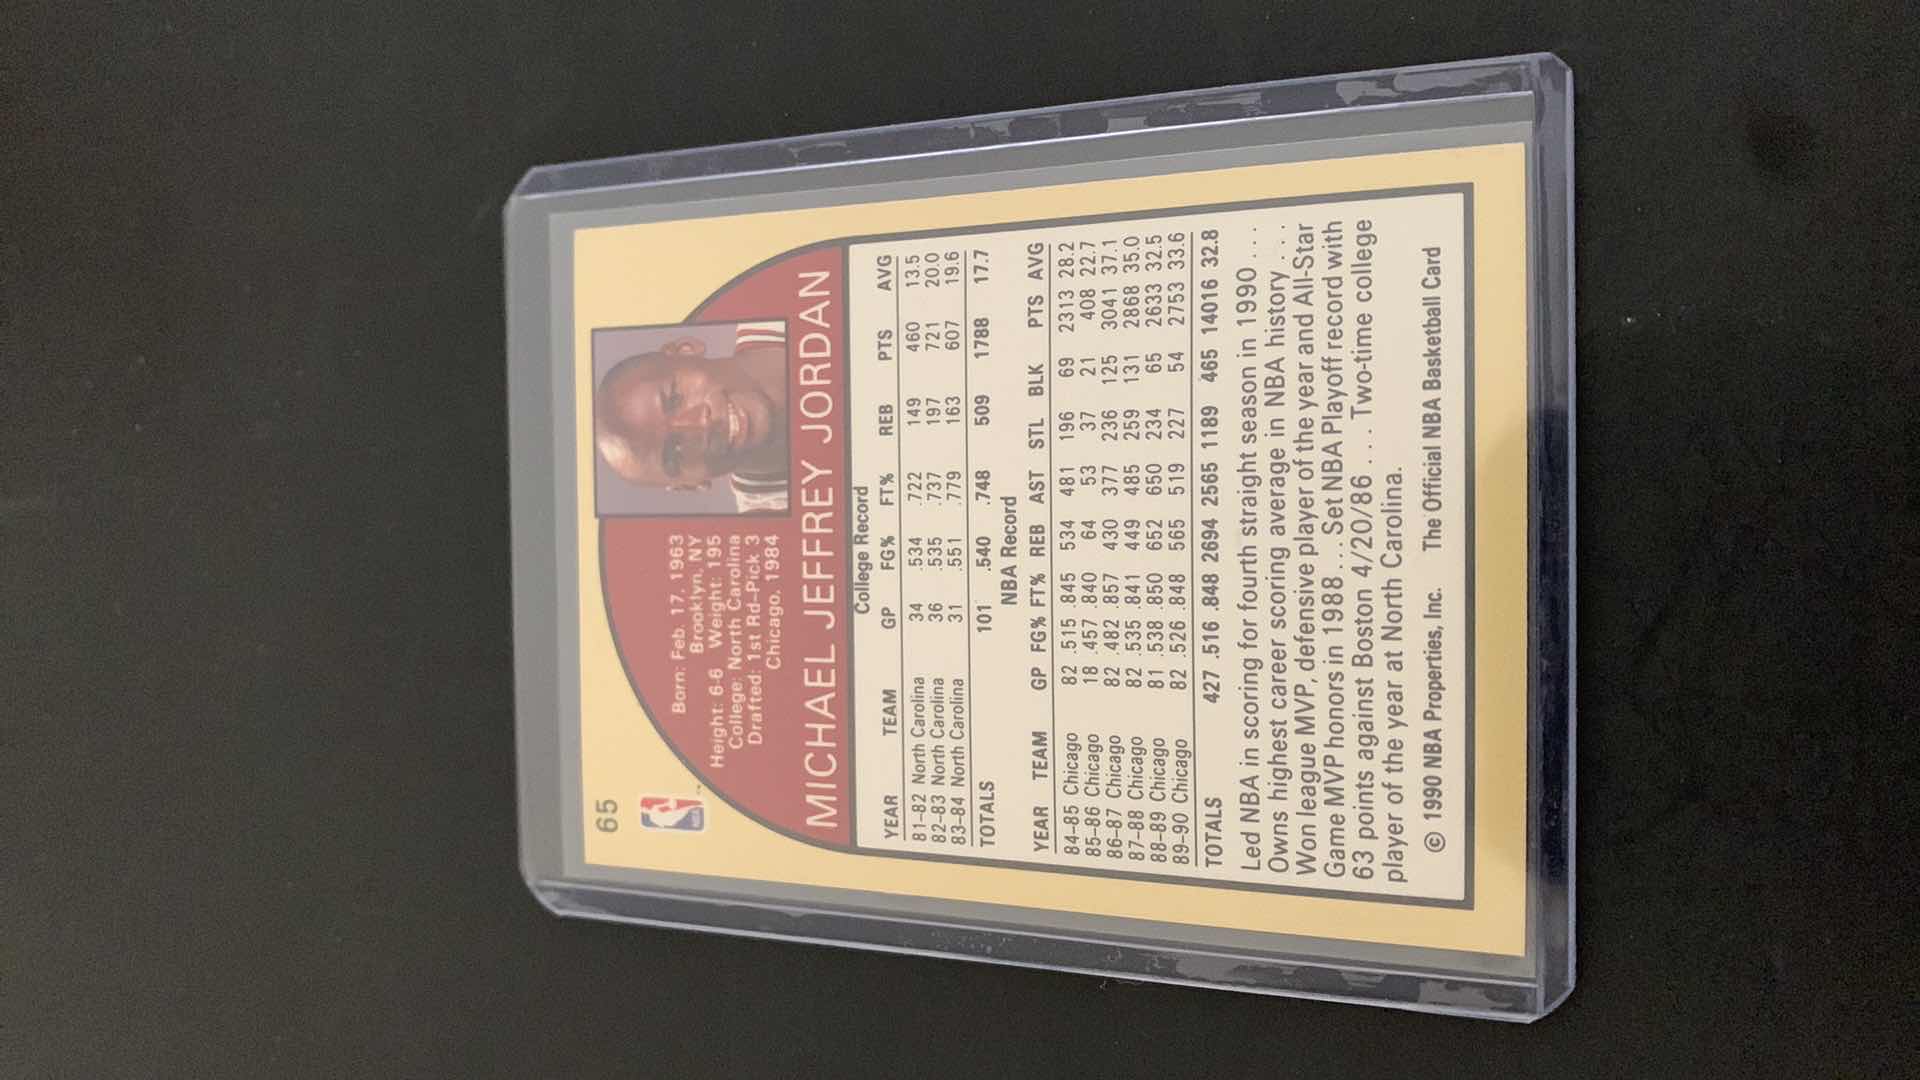 65
Born: Feb. 17, 1963
Brooklyn, NY
Height: 6-6 Weight: 195
College: North Carolina
Drafted: 1st Rd-Pick 3
Chicago, 1984
MICHAEL JEFFREY JORDAN
College Record
YEAR TEAM GP FG% FT% REB PTS AVG
81-82 North Carolina 34 .534 .722 149 460 13.5
82-83 North Carolina 36 .535 .737 197 721 20.0
83-84 North Carolina 31 .551 .779 163 607 19.6
TOTALS 101 .540 .748 509 1788 17.7
NBA Record
YEAR TEAM GP FG% FT% REB AST STL BLK PTS AVG
84-85 Chicago 82 .515 .845 534 481 196 69 2313 28.2
85-86 Chicago 18 .457 .840 64 53 37 21 408 22.7
86-87 Chicago 82 .482 .857 430 377 236 125 3041 37.1
87-88 Chicago 82 .535 .841 449 485 259 131 2868 35.0
88-89 Chicago 81 .538 .850 652 650 234 65 2633 32.5
89-90 Chicago 82 .526 .848 565 519 227 54 2753 33.6
TOTALS 427 .516 .848 2694 2565 1189 465 14016 32.8
Led NBA in scoring for fourth straight season in 1990 . . . .
Owns highest career scoring average in NBA history . . . .
Won league MVP, defensive player of the year and All-Star
Game MVP honors in 1988 . . . Set NBA Playoff record with
63 points against Boston 4/20/86 . . . Two-time college
player of the year at North Carolina.
© 1990 NBA Properties, Inc. The Official NBA Basketball Card